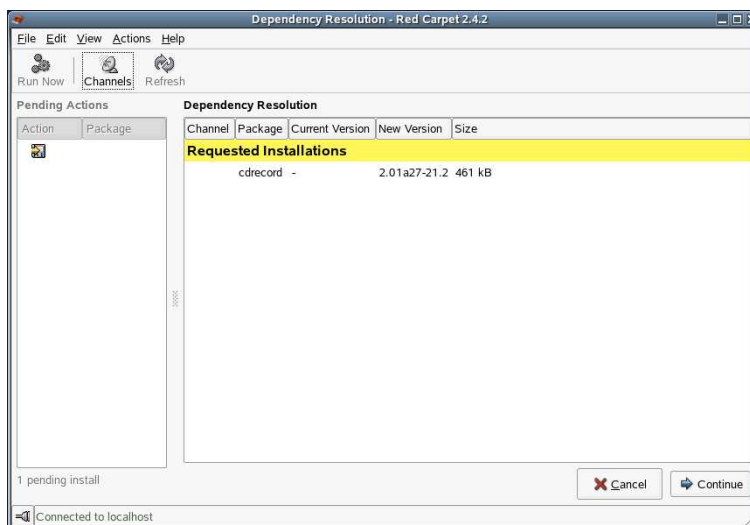 Dependency Resolution - Red Carpet 2.4.2
File Edit View Actions Help
Run Now Channels Refresh
Pending Actions
Action Package
1 pending install
Dependency Resolution
Channel Package Current Version New Version Size
Requested Installations
cdrecord - 2.01a27-21.2 461 kB
Cancel Continue
Connected to localhost